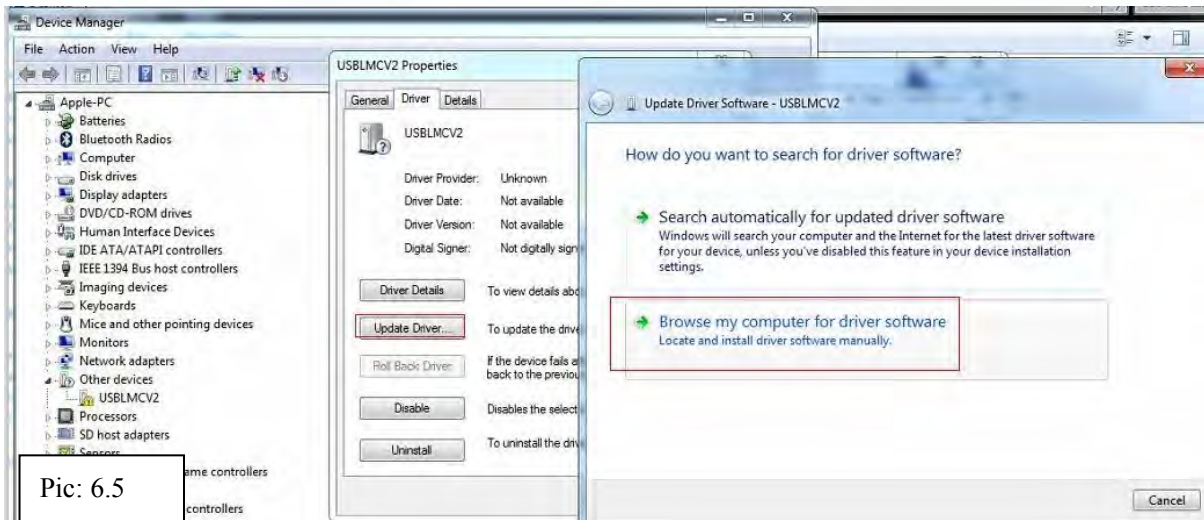 Device Manager
File Action View Help
Apple-PC
Batteries
Bluetooth Radios
Computer
Disk drives
Display adapters
DVD/CD-ROM drives
Human Interface Devices
IDE ATA/ATAPI controllers
IEEE 1394 Bus host controllers
Imaging devices
Keyboards
Mice and other pointing devices
Monitors
Network adapters
Other devices
USBLMCV2
Processors
SD host adapters
Sensors
ame controllers
controllers
Pic: 6.5
USBLMCV2 Properties
General Driver Details
USBLMCV2
Driver Provider: Unknown
Driver Date: Not available
Driver Version: Not available
Digital Signer: Not digitally sign
Driver Details To view details abo
Update Driver... To update the drive
Roll Back Driver If the device fails a
back to the previou
Disable Disables the select
Uninstall To uninstall the driv
Update Driver Software - USBLMCV2
How do you want to search for driver software?
Search automatically for updated driver software
Windows will search your computer and the Internet for the latest driver software
for your device, unless you've disabled this feature in your device installation
settings.
Browse my computer for driver software
Locate and install driver software manually.
Cancel